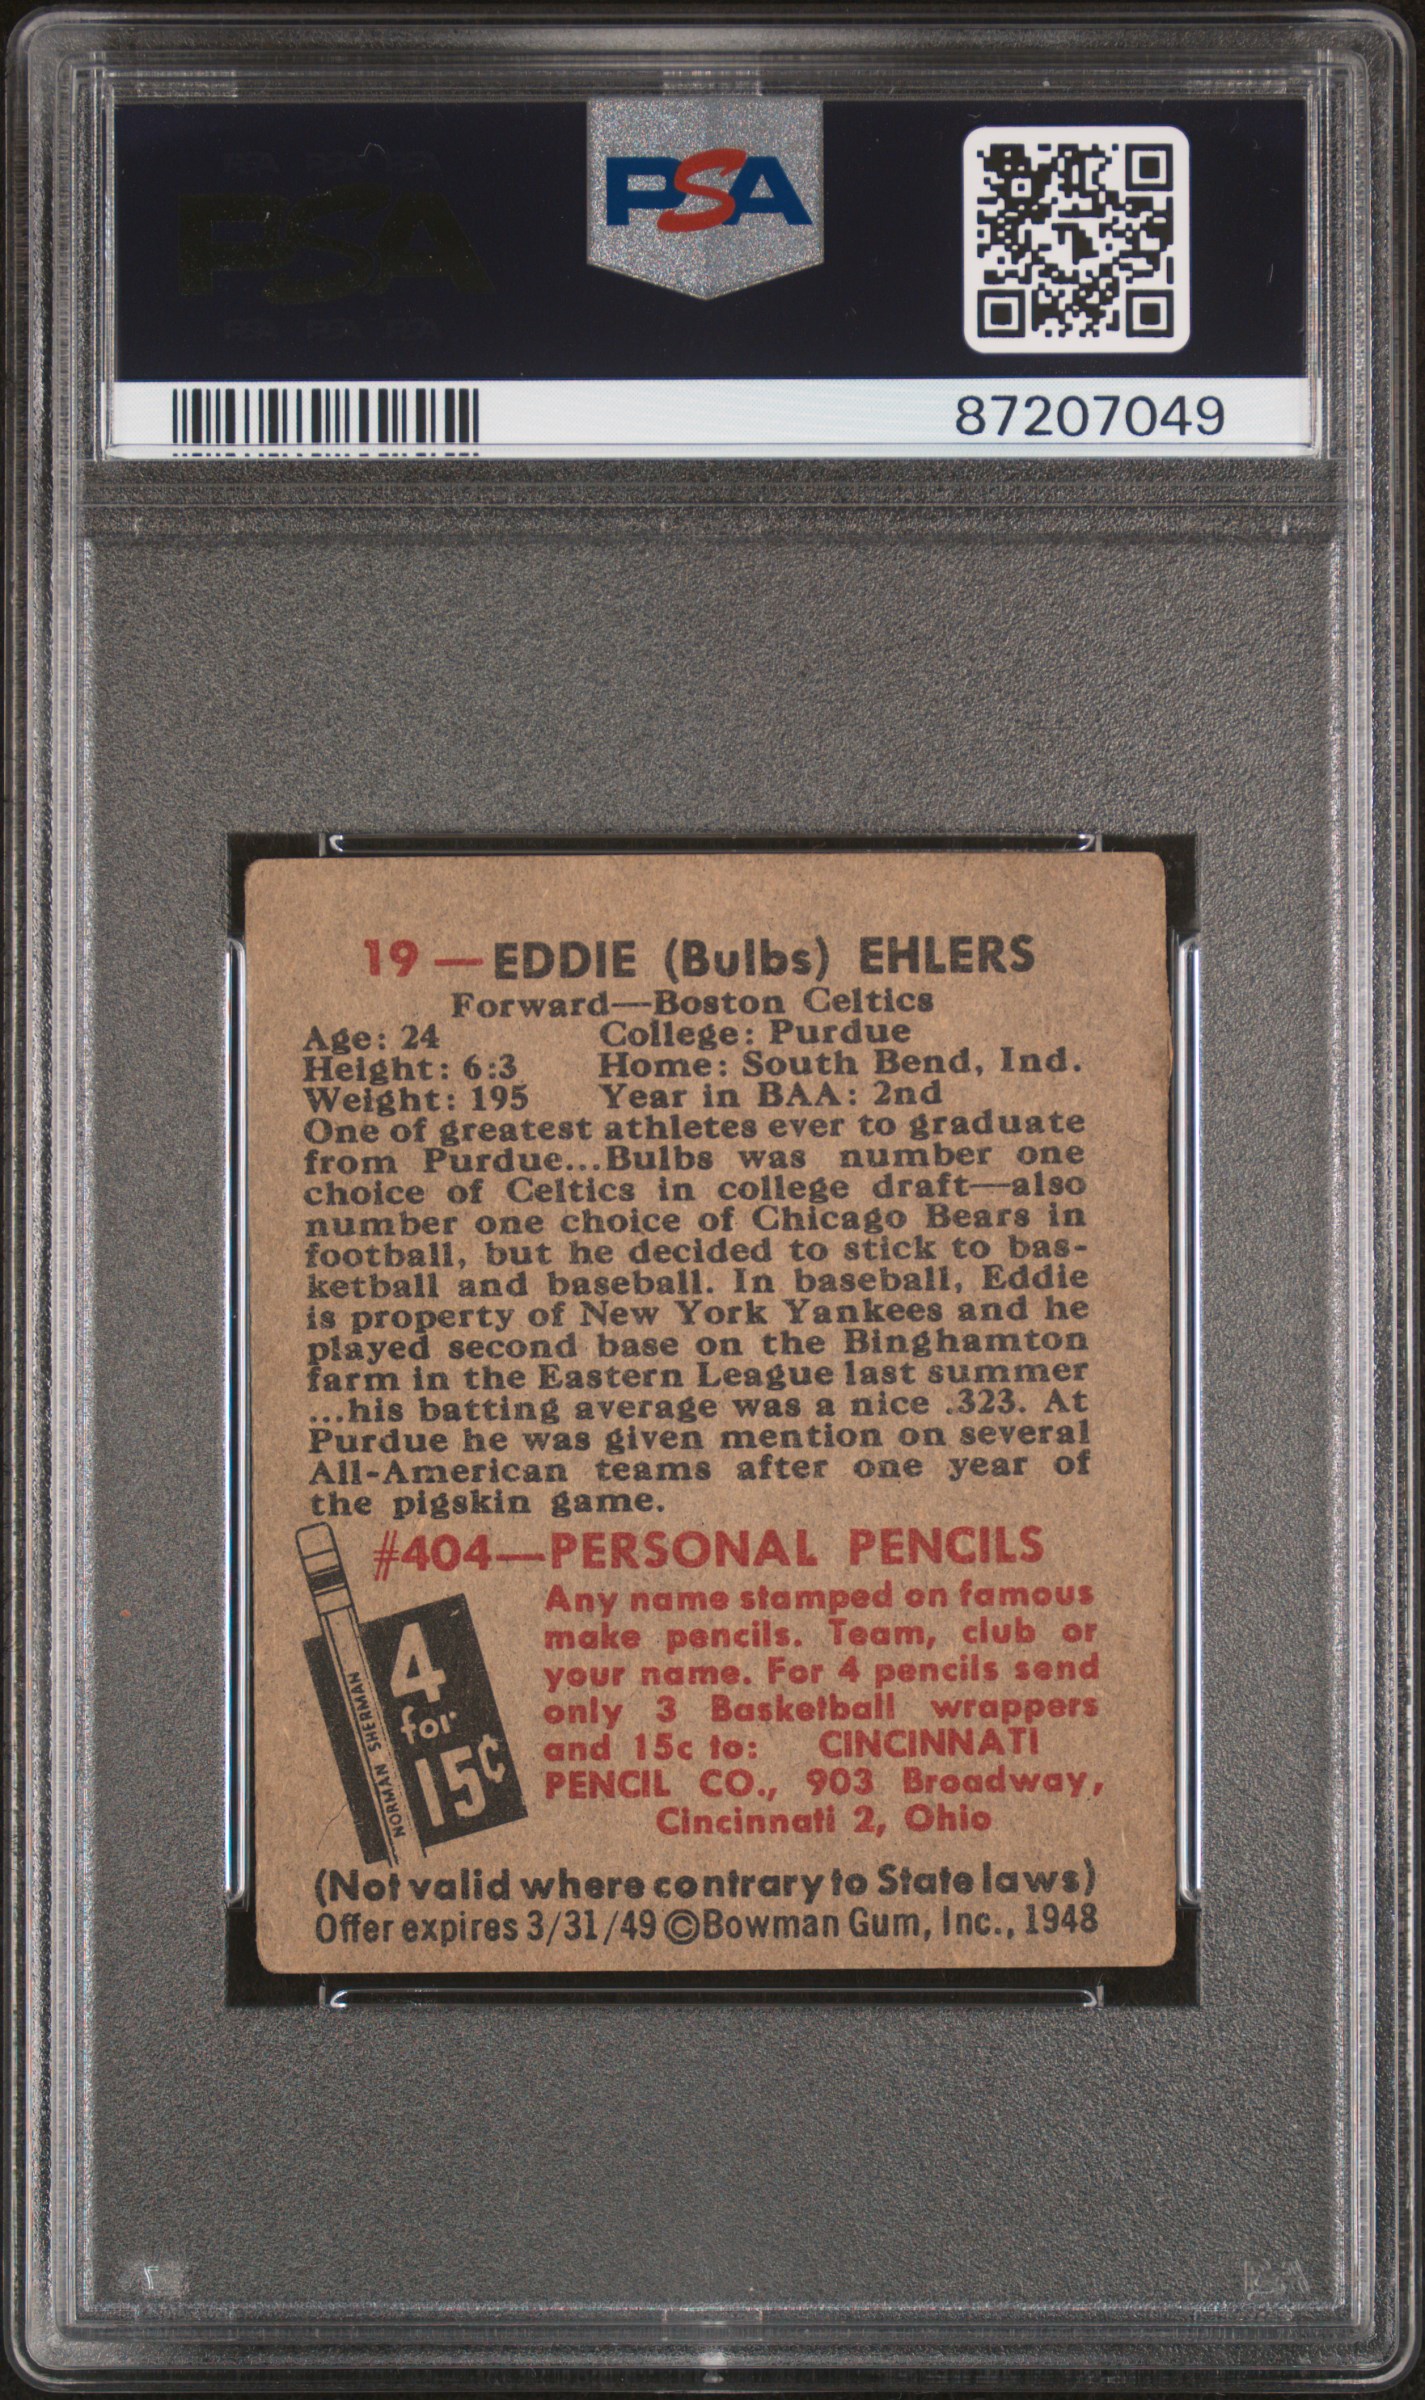 PSA
PSA
87207049
19 — EDDIE (Bulbs) EHLERS
Forward—Boston Celtics
Age: 24 College: Purdue
Height: 6:3 Home: South Bend, Ind.
Weight: 195 Year in BAA: 2nd
One of greatest athletes ever to graduate
from Purdue...Bulbs was number one
choice of Celtics in college draft—also
number one choice of Chicago Bears in
football, but he decided to stick to bas-
ketball and baseball. In baseball, Eddie
is property of New York Yankees and he
played second base on the Binghamton
farm in the Eastern League last summer
...his batting average was a nice .323. At
Purdue he was given mention on several
All-American teams after one year of
the pigskin game.
#404—PERSONAL PENCILS
Any name stamped on famous
make pencils. Team, club or
your name. For 4 pencils send
only 3 Basketball wrappers
and 15c to: CINCINNATI
PENCIL CO., 903 Broadway,
Cincinnati 2, Ohio
NORMAN SHERMAN
4
for
15¢
(Not valid where contrary to State laws)
Offer expires 3/31/49 ©Bowman Gum, Inc., 1948